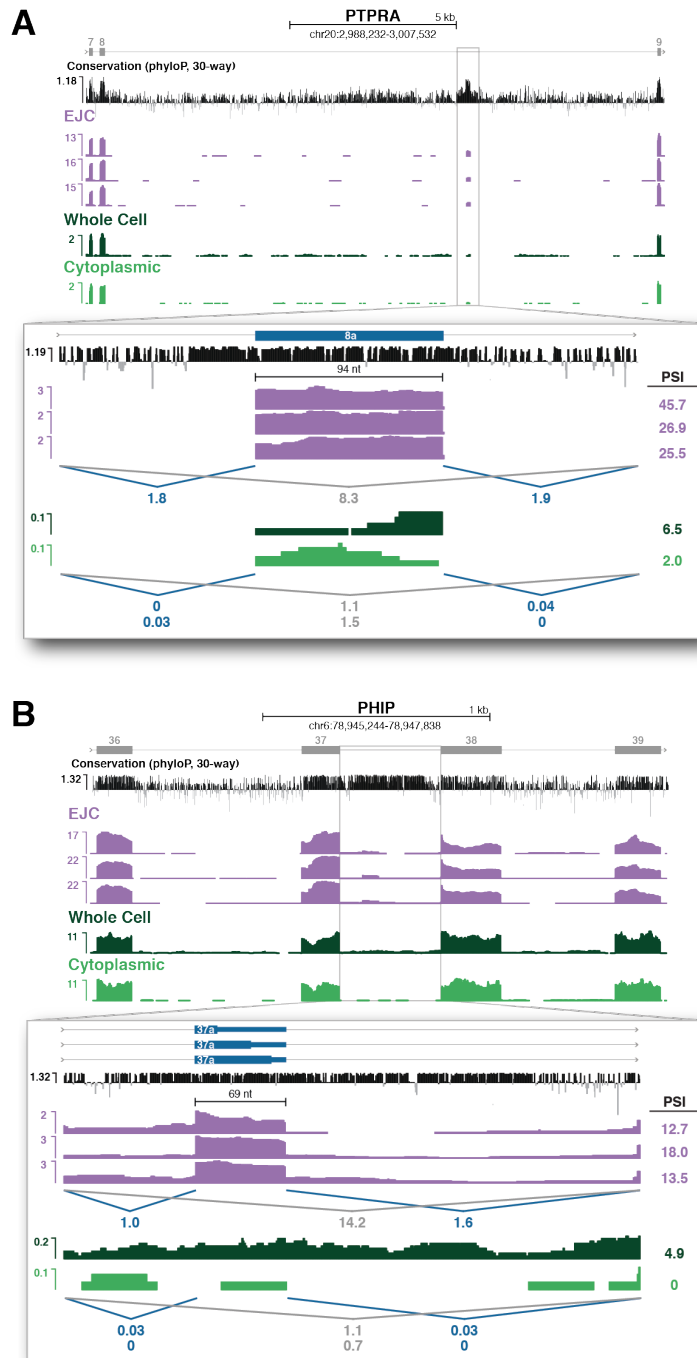 A
PTPRA
5 kb
chr20:2,988,232-3,007,532
7 8 9
Conservation (phyloP, 30-way)
1.18
EJC
13
16
15
Whole Cell
2
Cytoplasmic
2
8a
1.19
94 nt
PSI
3
45.7
2
26.9
2
25.5
1.8 8.3 1.9
0.1
6.5
0.1
2.0
0 1.1 0.04
0.03 1.5 0
B
PHIP
1 kb
chr6:78,945,244-78,947,838
36 37 38 39
Conservation (phyloP, 30-way)
1.32
EJC
17
22
22
Whole Cell
11
Cytoplasmic
11
37a
37a
37a
1.32
69 nt
PSI
2
12.7
3
18.0
3
13.5
1.0 14.2 1.6
0.2
4.9
0.1
0
0.03 1.1 0.03
0 0.7 0